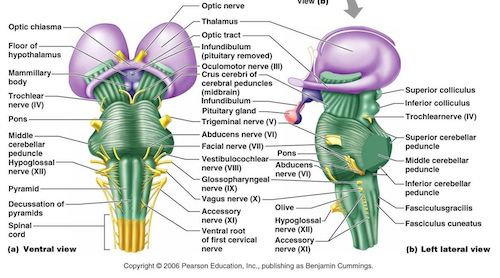 View (b)
Optic chiasma
Floor of
hypothalamus
Mammillary
body
Trochlear
nerve (IV)
Pons
Middle
cerebellar
peduncle
Hypoglossal
nerve (XII)
Pyramid
Decussation of
pyramids
Spinal
cord
(a) Ventral view
Optic nerve
Thalamus
Optic tract
Infundibulum
(pituitary removed)
Oculomotor nerve (III)
Crus cerebri of
cerebral peduncles
(midbrain)
Infundibulum
Pituitary gland
Trigeminal nerve (V)
Abducens nerve (VI)
Facial nerve (VII)
Vestibulocochlear
nerve (VIII)
Glossopharyngeal
nerve (IX)
Vagus nerve (X)
Accessory
nerve (XI)
Ventral root
of first cervical
nerve
Pons
Abducens
nerve (VI)
Olive
Hypoglossal
nerve (XII)
Accessory
nerve (XI)
Superior colliculus
Inferior colliculus
Trochlearnerve (IV)
Superior cerebellar
peduncle
Middle cerebellar
peduncle
Inferior cerebellar
peduncle
Fasciculusgracilis
Fasciculus cuneatus
(b) Left lateral view
Copyright © 2006 Pearson Education, Inc., publishing as Benjamin Cummings.